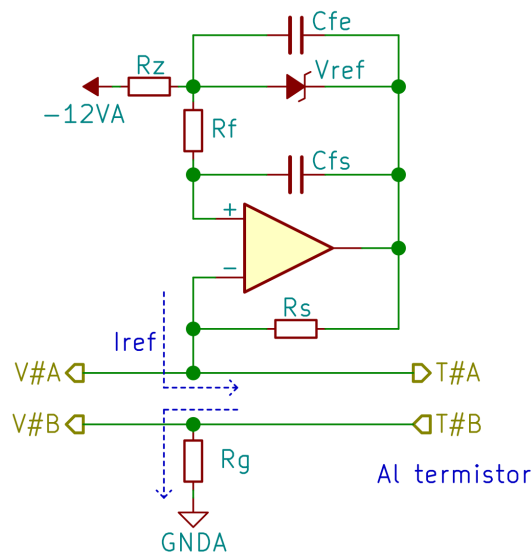 Cfe
Rz
Vref
-12VA
Rf
Cfs
+
-
Rs
Iref
V#A
T#A
V#B
T#B
Rg
Al termistor
GNDA